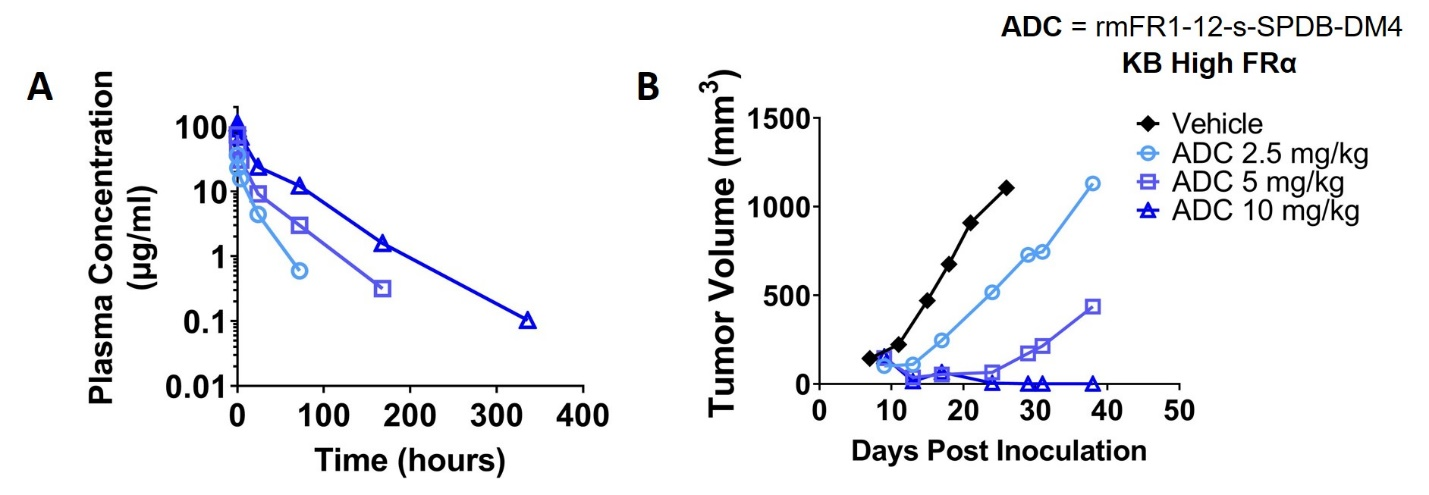 ADC = rmFR1-12-s-SPDB-DM4
KB High FRα
A
Plasma Concentration
(µg/ml)
100
10
1
0.1
0.01
0 100 200 300 400
Time (hours)
B
Tumor Volume (mm³)
1500
1000
500
0
0 10 20 30 40 50
Days Post Inoculation
Vehicle
ADC 2.5 mg/kg
ADC 5 mg/kg
ADC 10 mg/kg